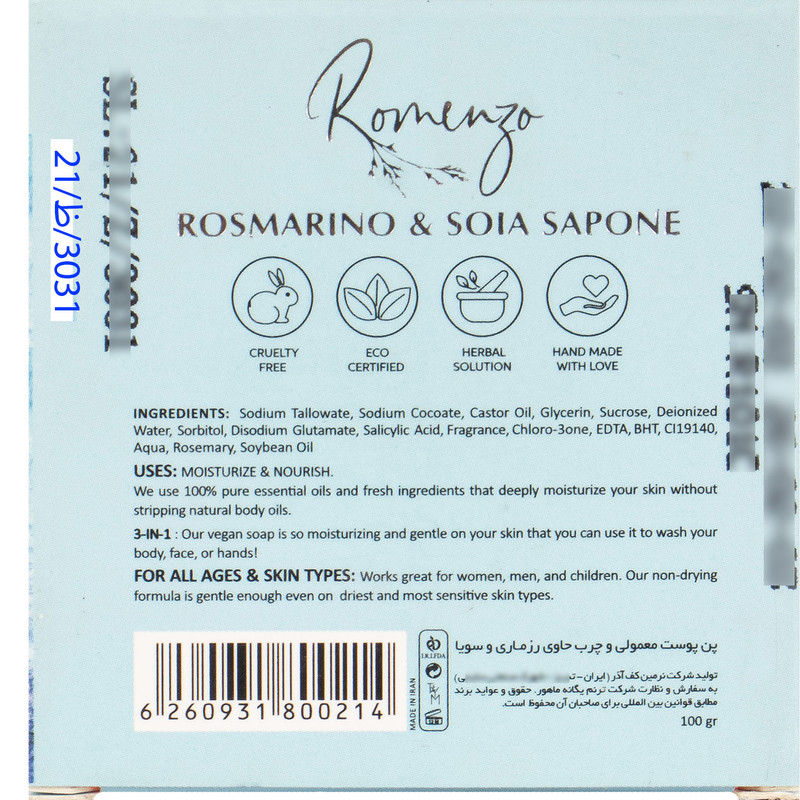 Romenzo
ROSMARINO & SOIA SAPONE
CRUELTY
FREE
ECO
CERTIFIED
HERBAL
SOLUTION
HAND MADE
WITH LOVE
INGREDIENTS: Sodium Tallowate, Sodium Cocoate, Castor Oil, Glycerin, Sucrose, Deionized
Water, Sorbitol, Disodium Glutamate, Salicylic Acid, Fragrance, Chloro-3one, EDTA, BHT, CI19140,
Aqua, Rosemary, Soybean Oil
USES: MOISTURIZE & NOURISH.
We use 100% pure essential oils and fresh ingredients that deeply moisturize your skin without
stripping natural body oils.
3-IN-1 : Our vegan soap is so moisturizing and gentle on your skin that you can use it to wash your
body, face, or hands!
FOR ALL AGES & SKIN TYPES: Works great for women, men, and children. Our non-drying
formula is gentle enough even on driest and most sensitive skin types.
پن پوست معمولی و چرب حاوی رزماری و سویا
تولید شرکت نرمین کف آذر (ایران -
به سفارش و نظارت شرکت ترنم یگانه ماهور. حقوق و عواید برند
مطابق قوانین بین المللی برای صاحبان آن محفوظ است.
100 gr
I.R.I.FDA.
MADE IN IRAN
6 260931 800214
21/ظ/3031